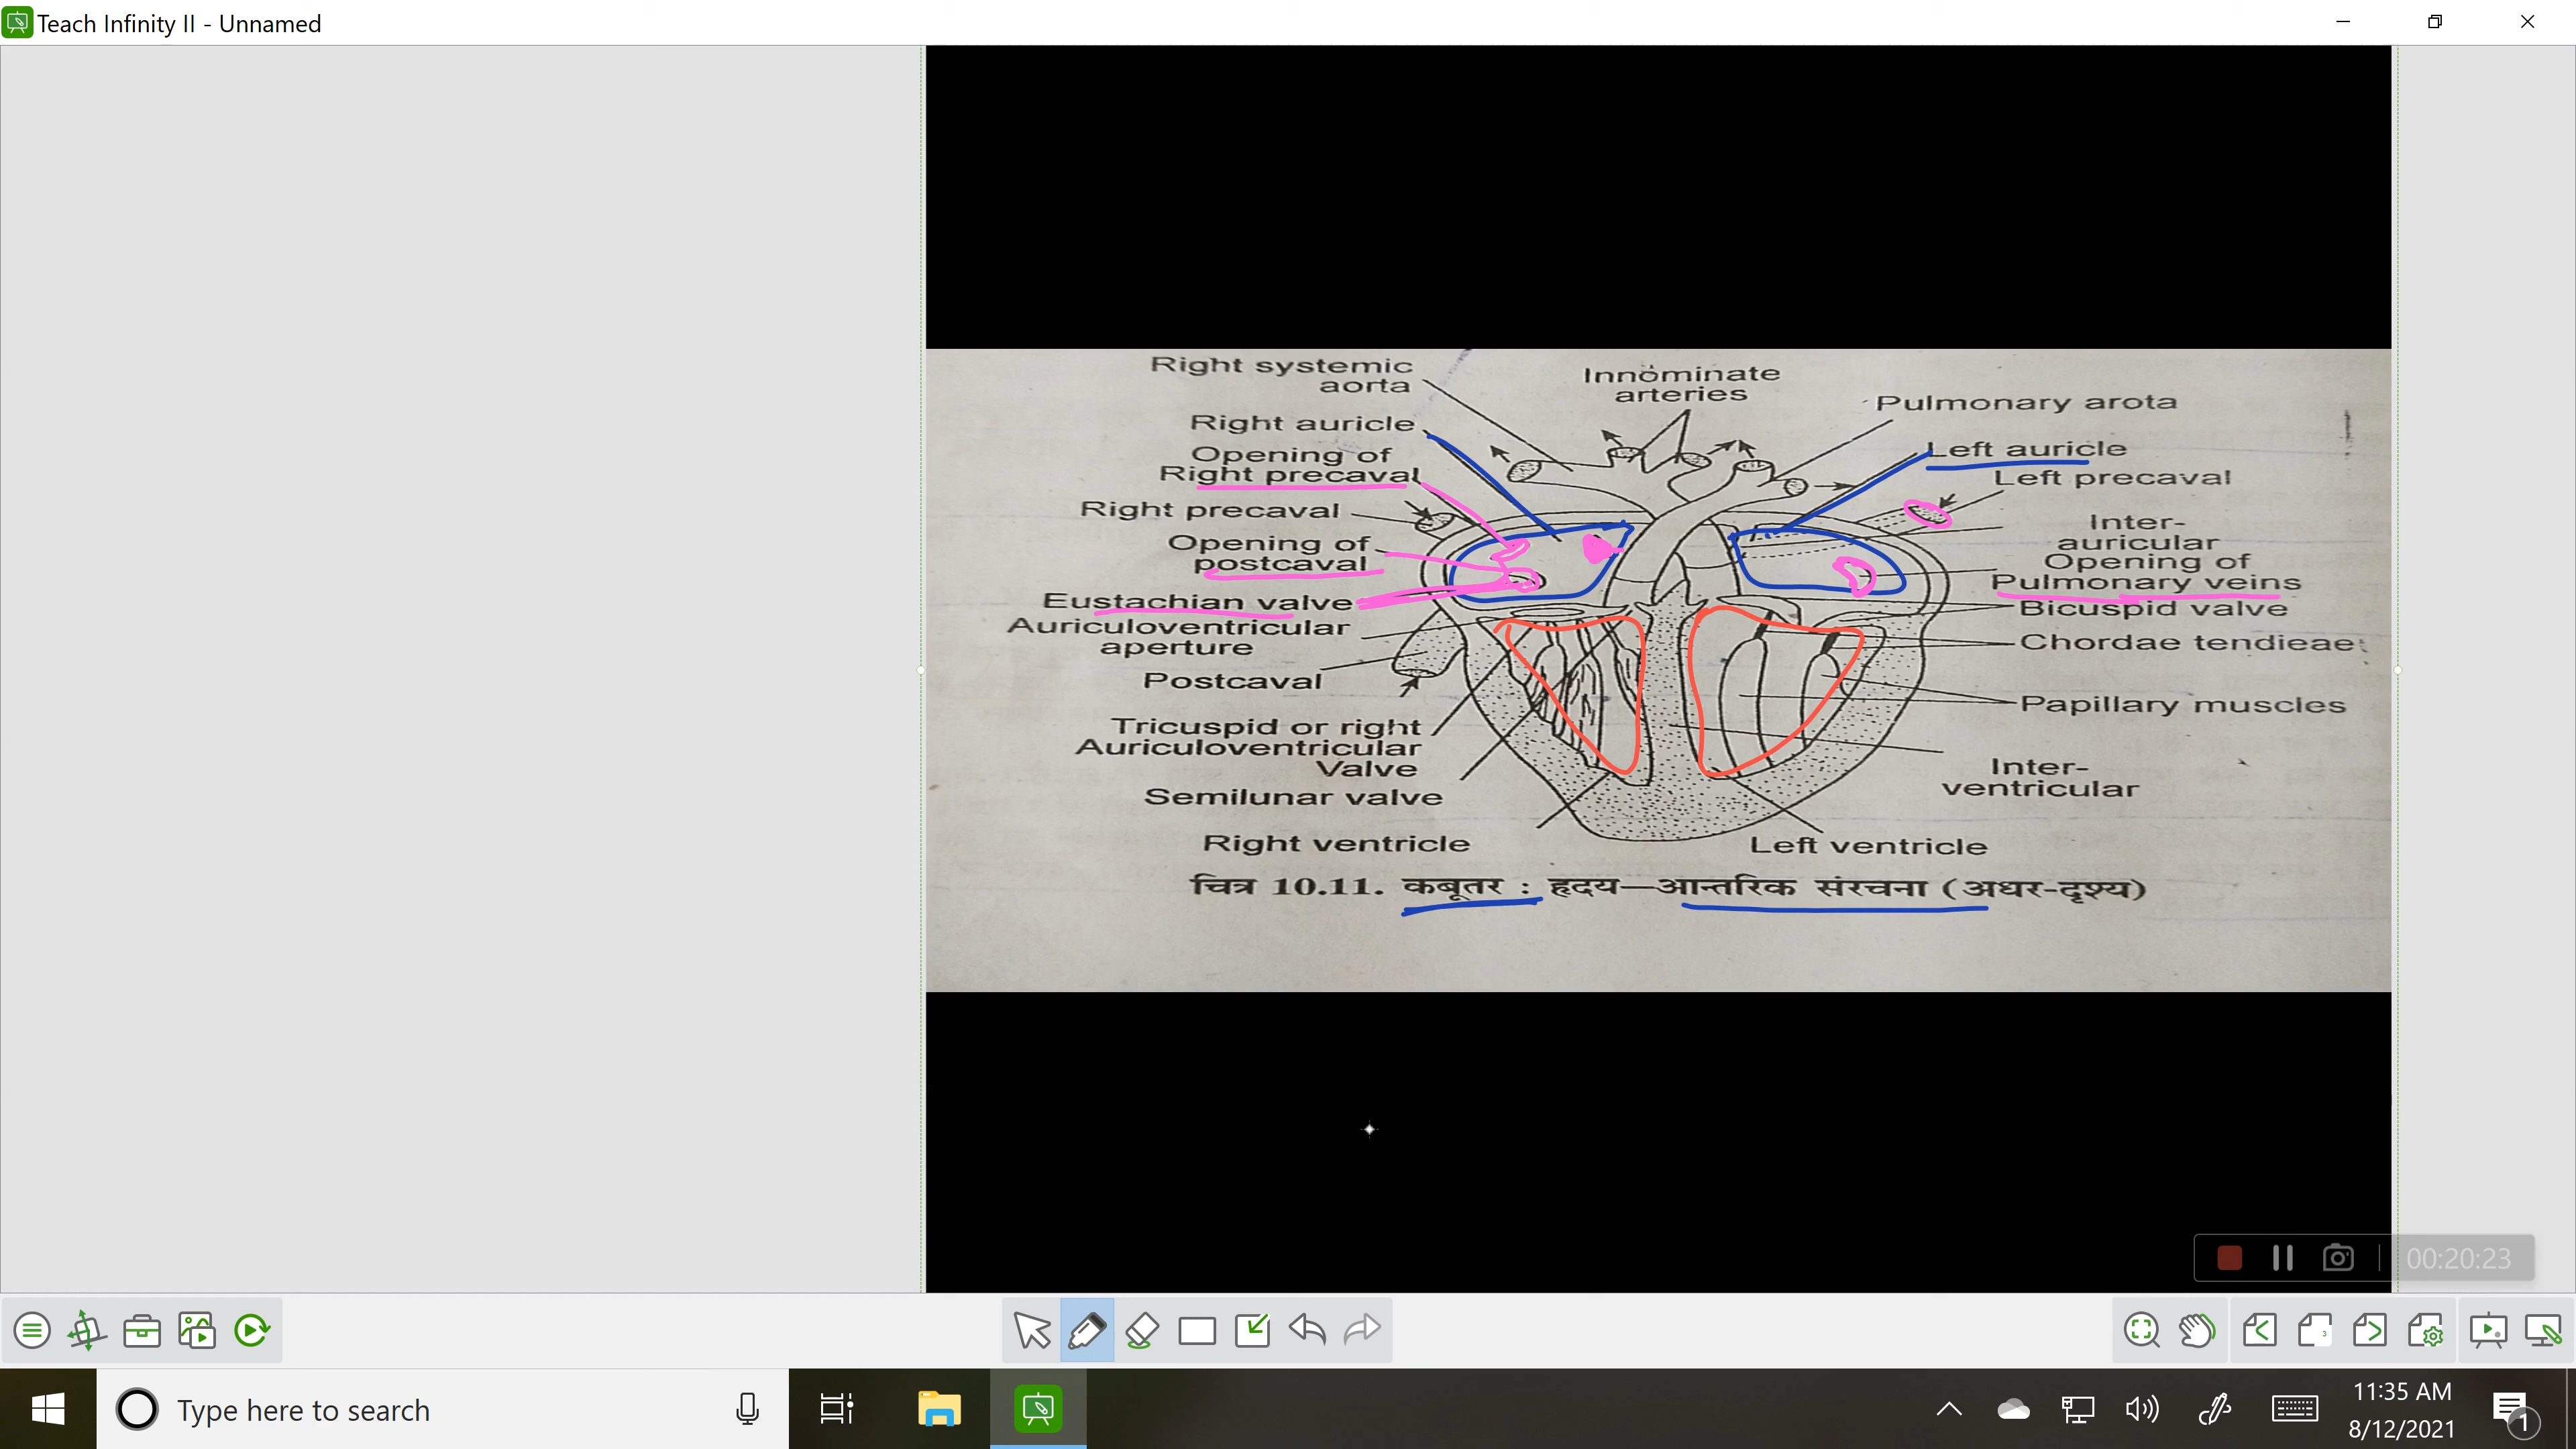 Teach Infinity II - Unnamed
Right systemic
aorta
Innominate
arteries
Pulmonary arota
Right auricle
Left auricle
Opening of
Right precaval
Left precaval
Right precaval
Inter-
auricular
Opening of
postcaval
Opening of
Pulmonary veins
Eustachian valve
Bicuspid valve
Auriculoventricular
aperture
Chordae tendieae
Postcaval
Papillary muscles
Tricuspid or right
Auriculoventricular
Valve
Inter-
ventricular
Semilunar valve
Right ventricle
Left ventricle
चित्र 10.11. कबूतर : हृदय—आन्तरिक संरचना (अधर-दृश्य)
00:20:23
3
Type here to search
11:35 AM
8/12/2021
1